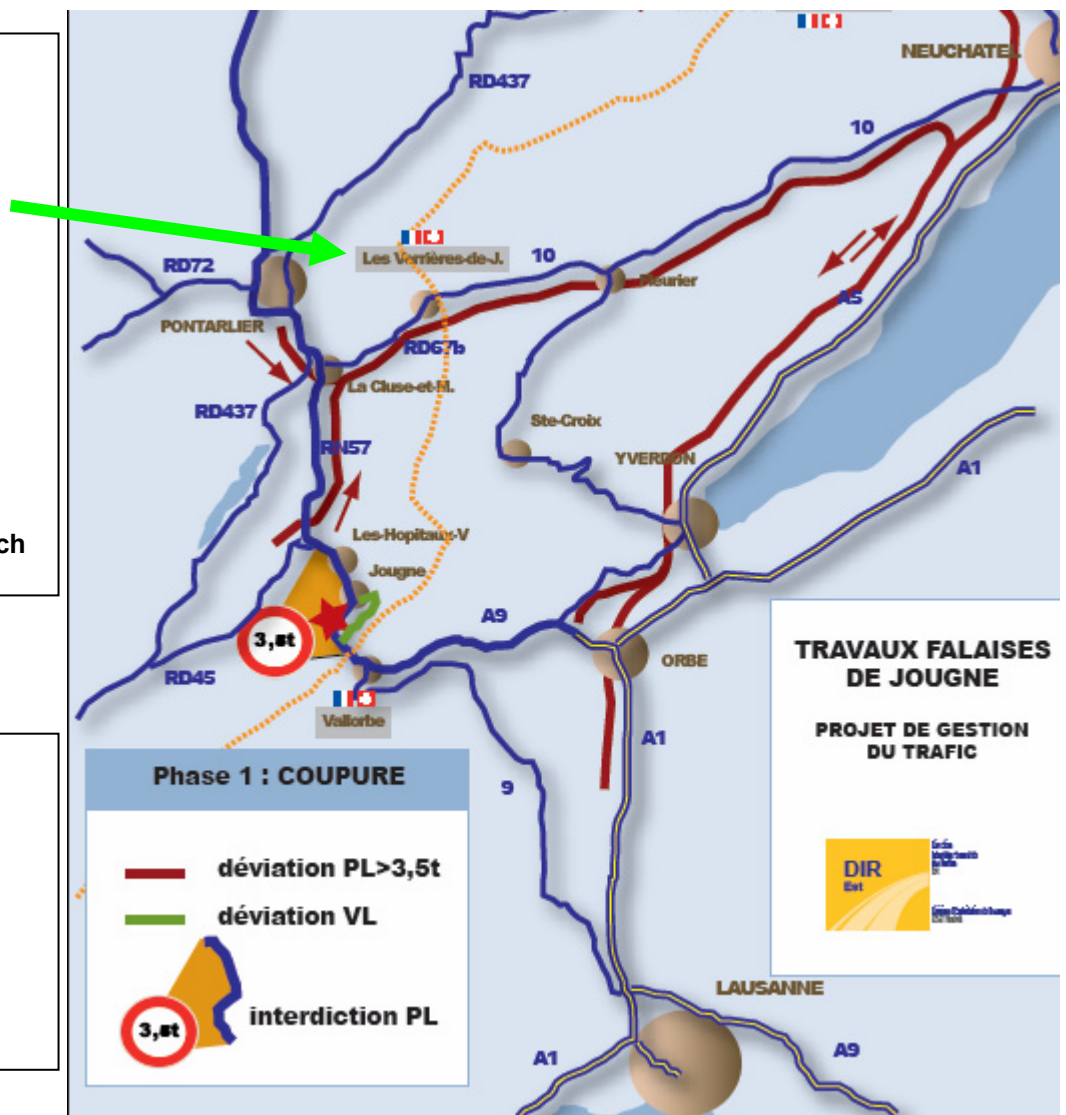 NEUCHATEL
RD437
10
RD72
Les Verrières-de-J.
10
Fleurier
PONTARLIER
RD67b
A5
La Cluse-et-M.
RD437
Ste-Croix
RN57
YVERDON
A1
Les-Hopitaux-V
ch
Jougne
A9
3,5t
RD45
ORBE
Vallorbe
A1
9
TRAVAUX FALAISES
DE JOUGNE
PROJET DE GESTION
DU TRAFIC
DIR
Est
Phase 1 : COUPURE
déviation PL>3,5t
déviation VL
interdiction PL
3,5t
LAUSANNE
A1
A9